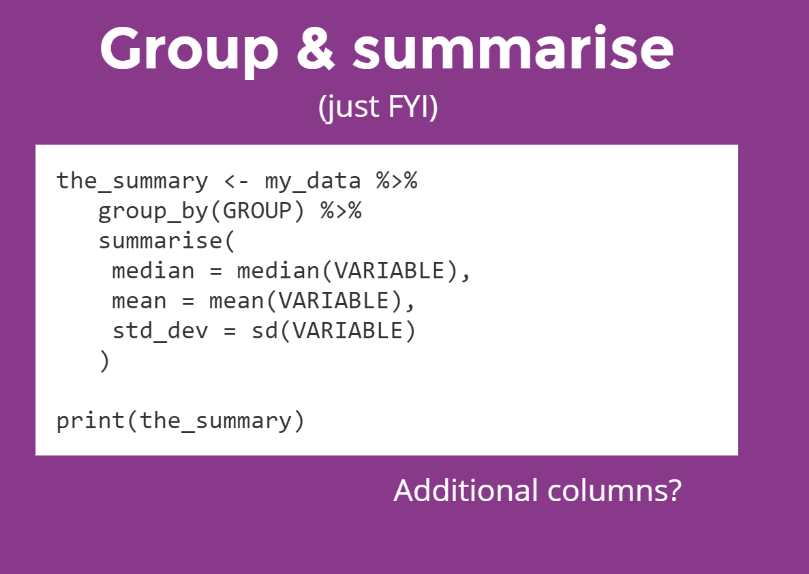 Group & summarise
(just FYI)
the_summary <- my_data %>%
   group_by(GROUP) %>%
   summarise(
    median = median(VARIABLE),
    mean = mean(VARIABLE),
    std_dev = sd(VARIABLE)
   )
print(the_summary)
Additional columns?